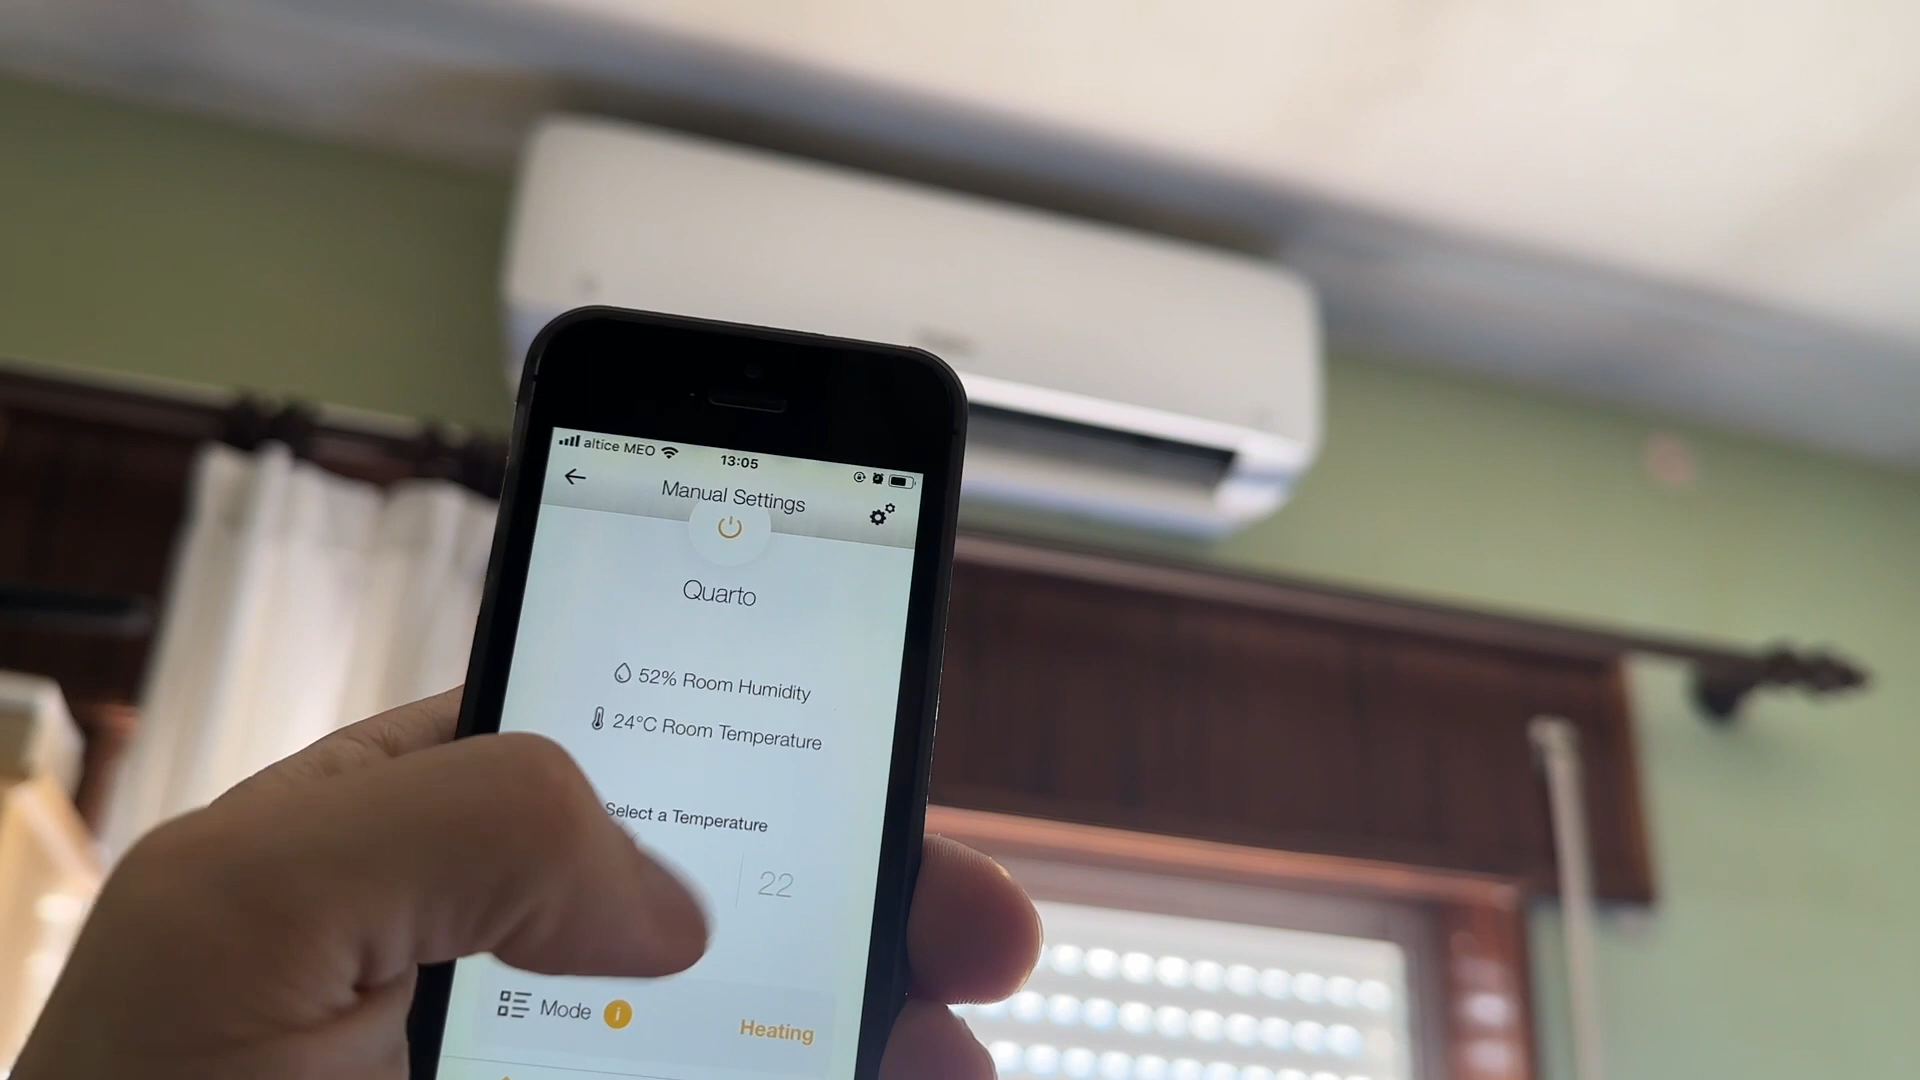 altice MEO
13:05
Manual Settings
Quarto
52% Room Humidity
24°C Room Temperature
Select a Temperature
22
Mode i
Heating